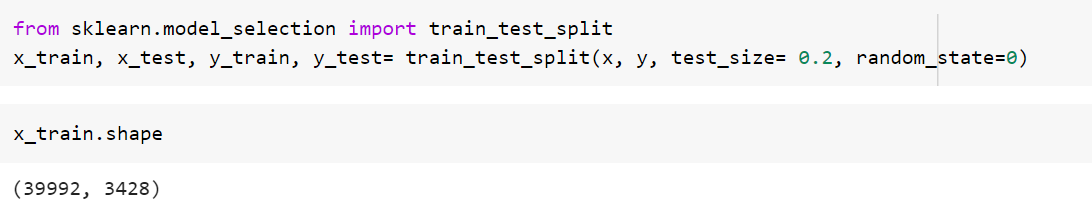 from sklearn.model_selection import train_test_split
x_train, x_test, y_train, y_test= train_test_split(x, y, test_size= 0.2, random_state=0)
x_train.shape
(39992, 3428)